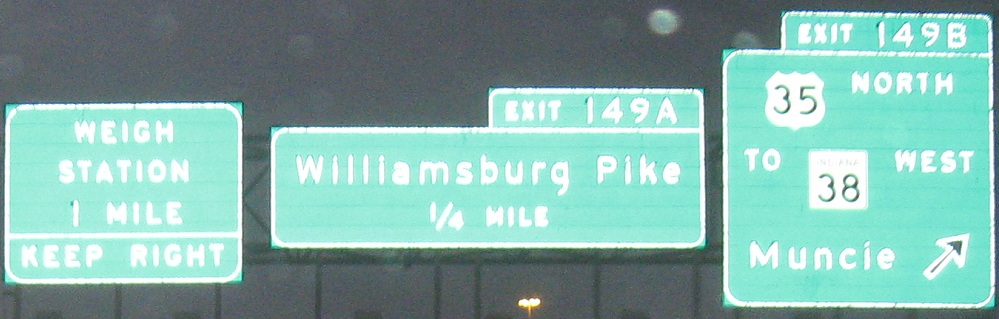 WEIGH
STATION
1 MILE
KEEP RIGHT
EXIT 149A
Williamsburg Pike
1/4 MILE
EXIT 149B
35 NORTH
TO INDIANA 38 WEST
Muncie